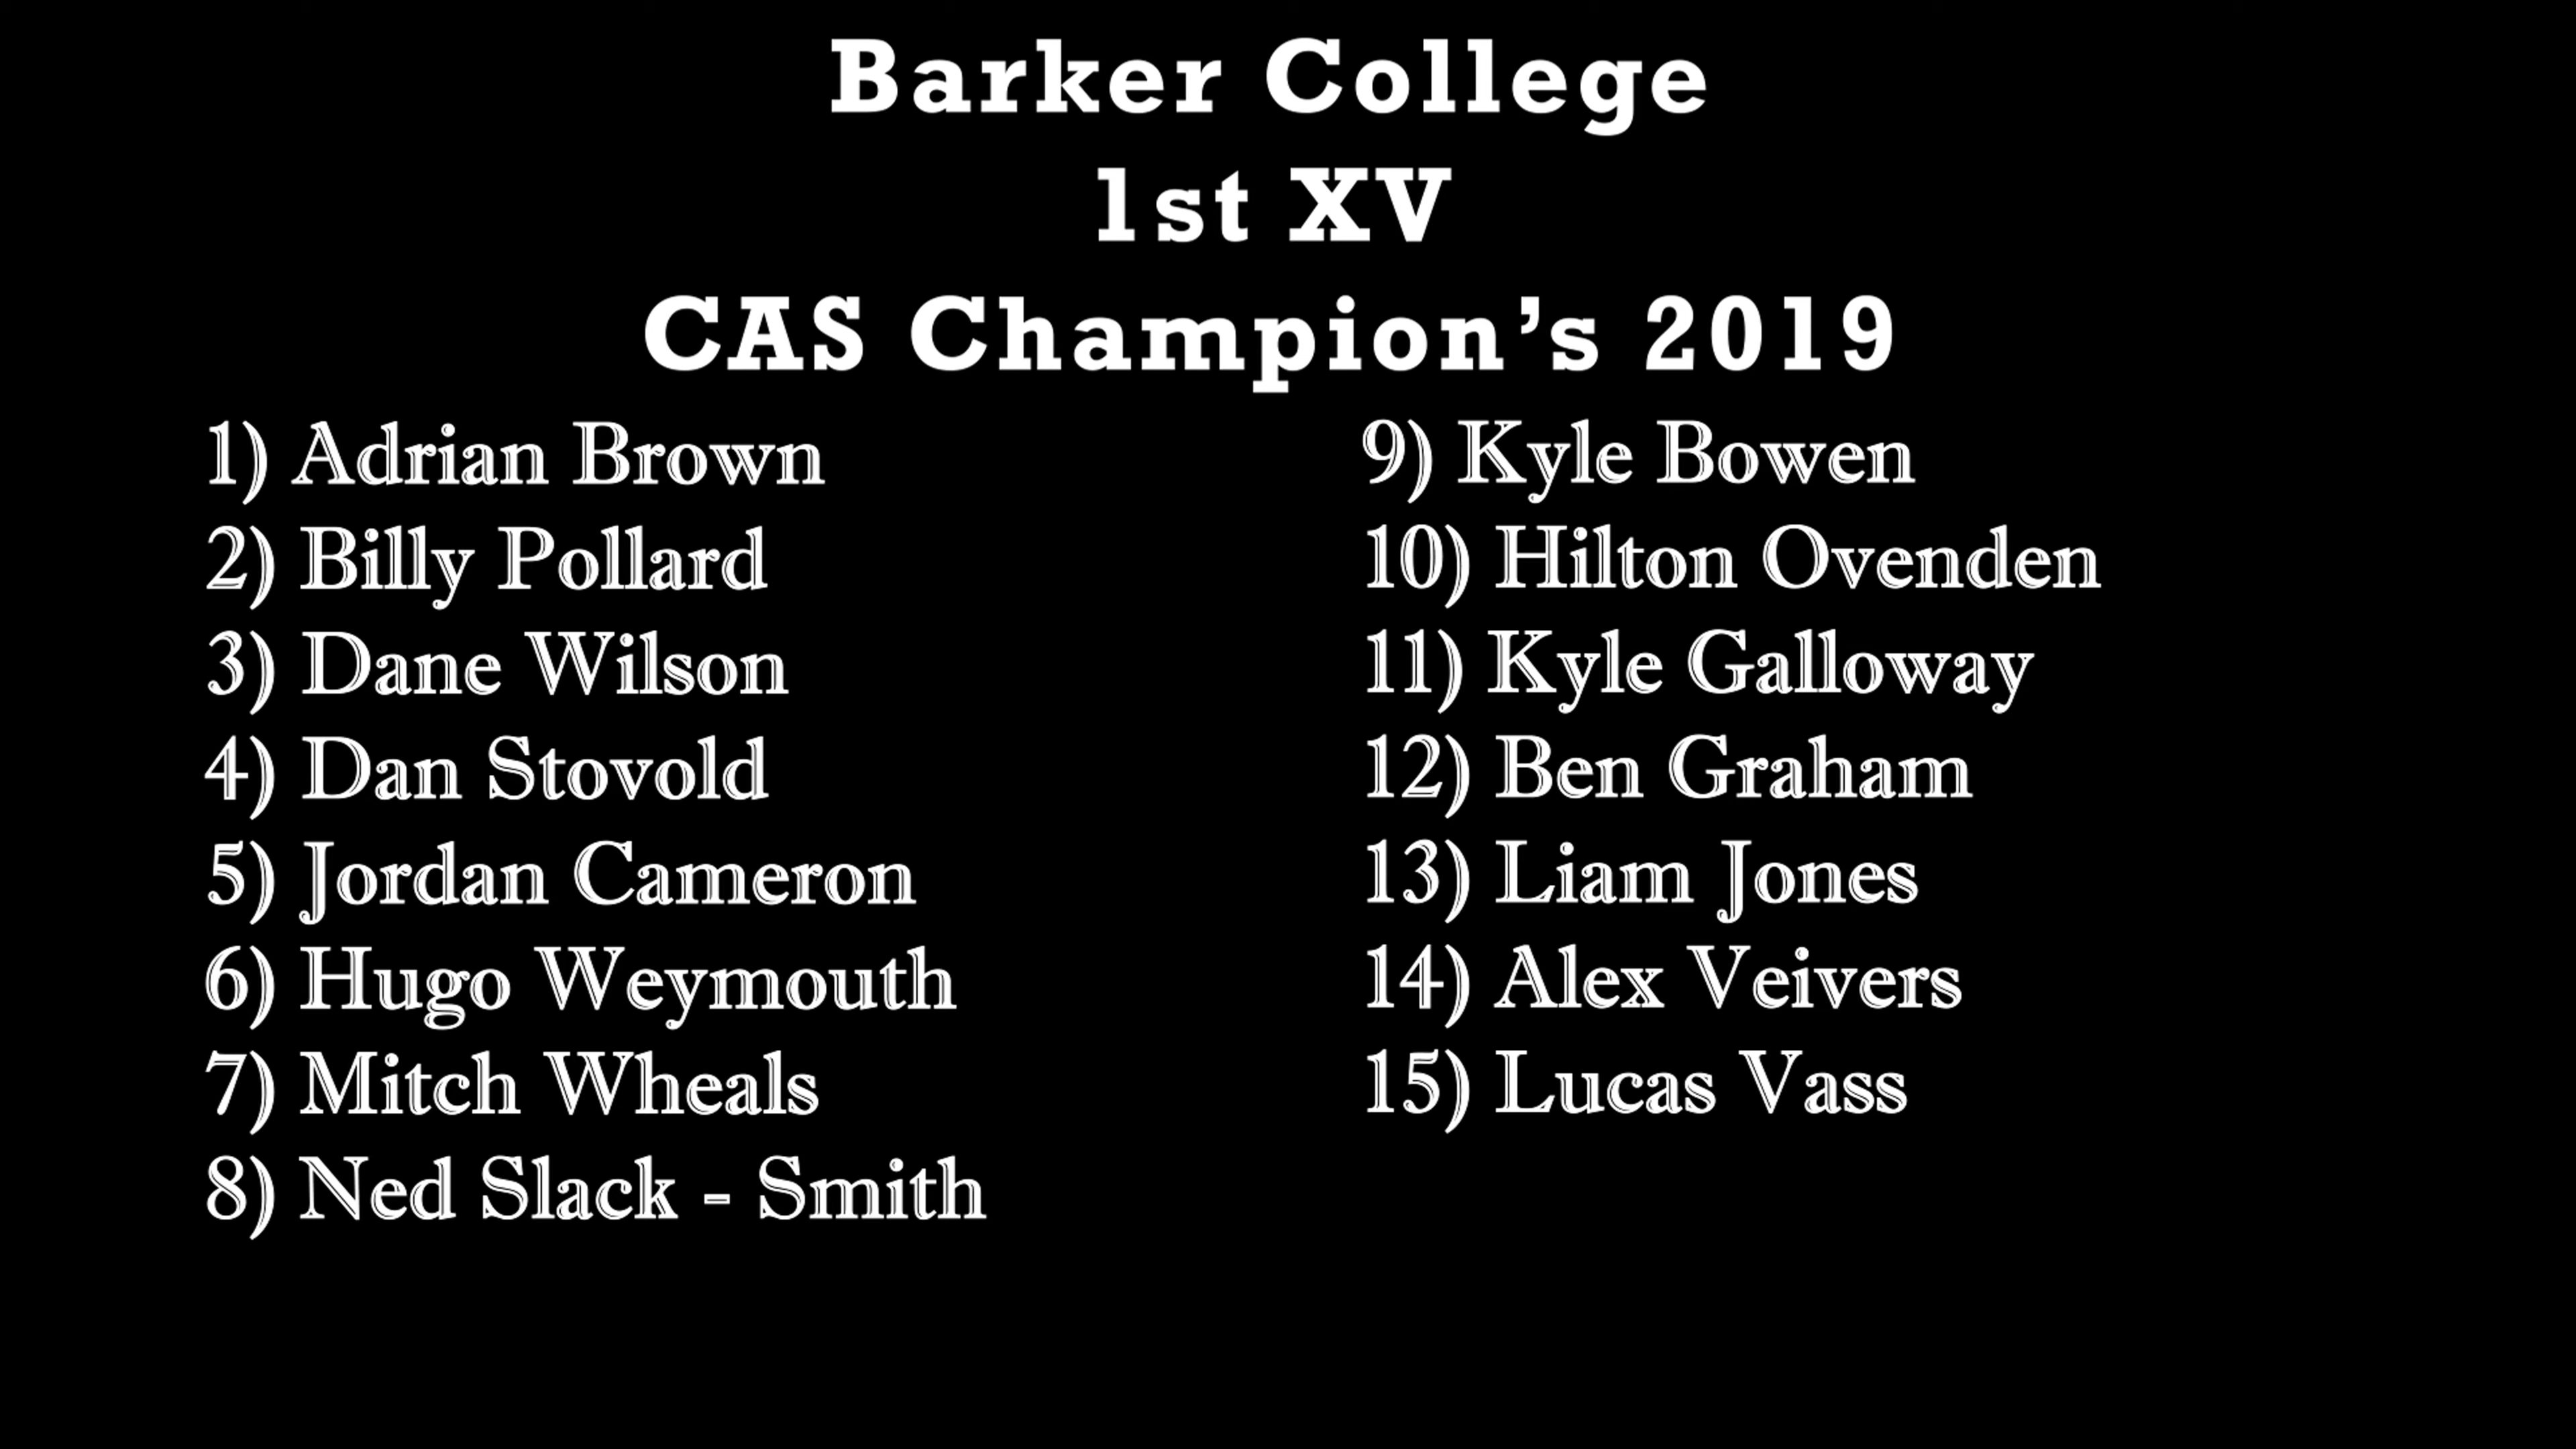 Barker College
1st XV
CAS Champion’s 2019
1) Adrian Brown
2) Billy Pollard
3) Dane Wilson
4) Dan Stovold
5) Jordan Cameron
6) Hugo Weymouth
7) Mitch Wheals
8) Ned Slack - Smith
9) Kyle Bowen
10) Hilton Ovenden
11) Kyle Galloway
12) Ben Graham
13) Liam Jones
14) Alex Veivers
15) Lucas Vass